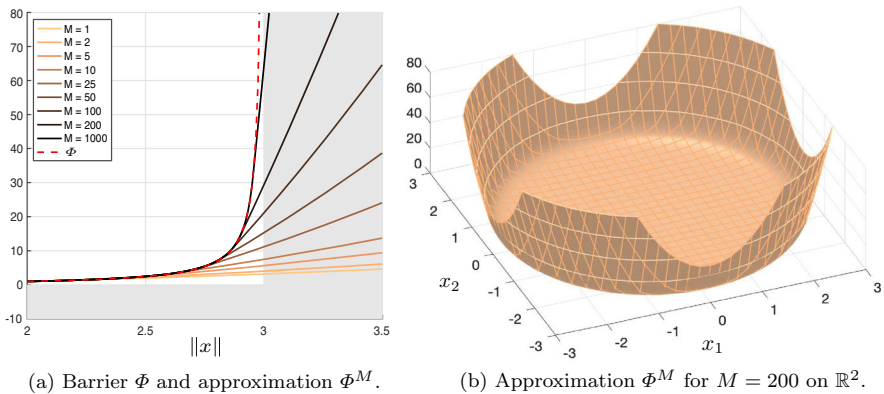 80
70
60
50
40
30
20
10
0
-10
M = 1
M = 2
M = 5
M = 10
M = 25
M = 50
M = 100
M = 200
M = 1000
Φ
2
2.5
3
3.5
‖x‖
(a) Barrier Φ and approximation Φ^M.
80
60
40
20
0
3
2
1
0
-1
-2
-3
x₂
-3
-2
-1
0
1
2
3
x₁
(b) Approximation Φ^M for M = 200 on ℝ².